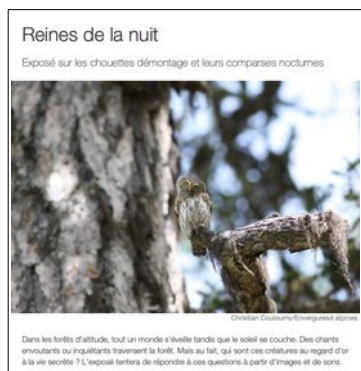 Reines de la nuit
Exposé sur les chouettes démontage et leurs comparses nocturnes
Christian Couloumy/Envergures alpines
Dans les forêts d'altitude, tout un monde s'éveille tandis que le soleil se couche. Des chants
envoutants ou inquiétants traversent la forêt. Mais au fait, qui sont ces créatures au regard d'or
à la vie secrète ? L'exposé tentera de répondre à ces questions à partir d'images et de sons.